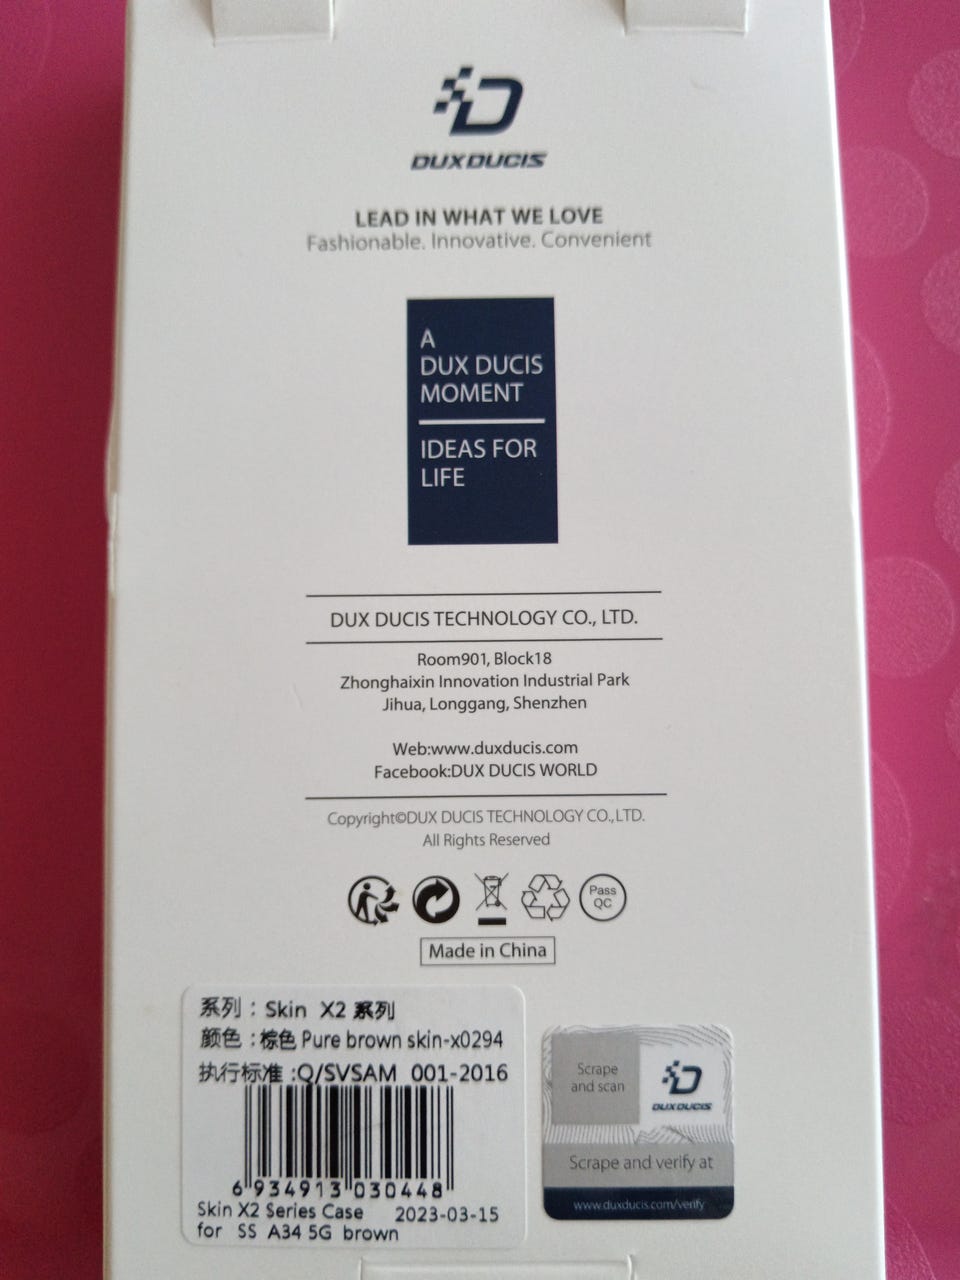 DUXDUCIS
LEAD IN WHAT WE LOVE
Fashionable. Innovative. Convenient
A
DUX DUCIS
MOMENT
IDEAS FOR
LIFE
DUX DUCIS TECHNOLOGY CO., LTD.
Room901, Block18
Zhonghaixin Innovation Industrial Park
Jihua, Longgang, Shenzhen
Web:www.duxducis.com
Facebook:DUX DUCIS WORLD
Copyright©DUX DUCIS TECHNOLOGY CO.,LTD.
All Rights Reserved
Pass
QC
Made in China
系列：Skin X2 系列
颜色：棕色 Pure brown skin-x0294
执行标准：Q/SVSAM 001-2016
6 934913 030448
Skin X2 Series Case 2023-03-15
for SS A34 5G brown
Scrape
and scan
DUXDUCIS
Scrape and verify at
www.duxducis.com/verify